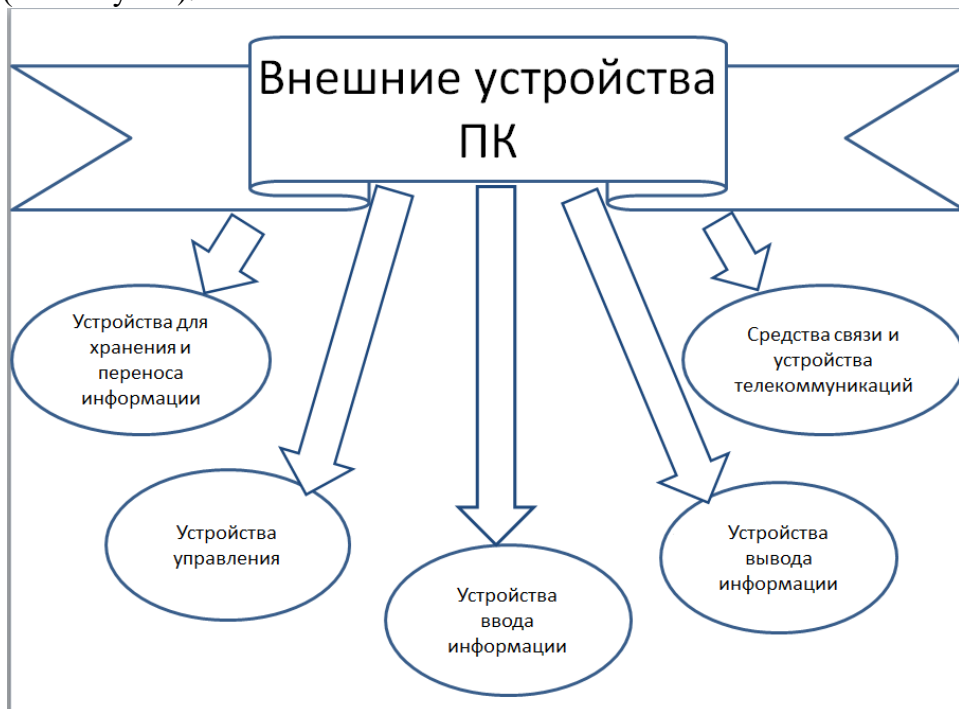 Внешние устройства
ПК
Устройства для
хранения и
переноса
информации
Средства связи и
устройства
телекоммуникаций
Устройства
управления
Устройства
ввода
информации
Устройства
вывода
информации